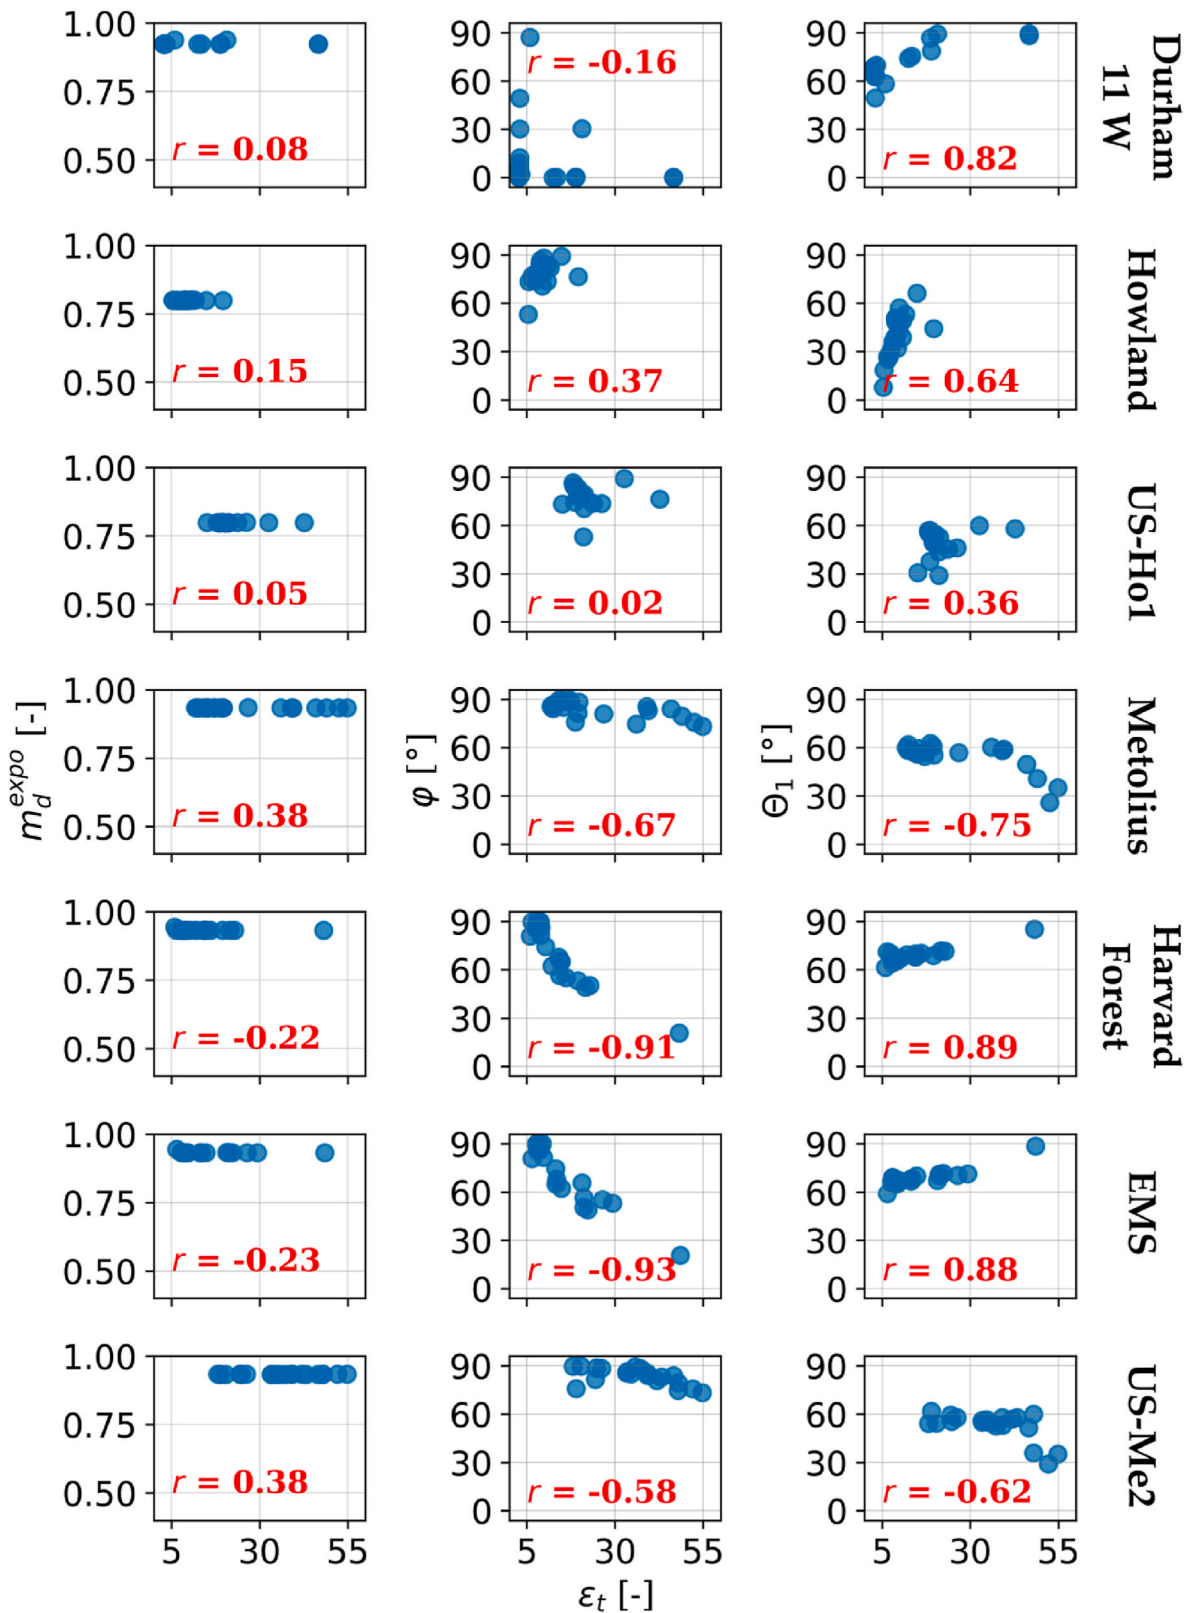 1.00
0.75
0.50
r = 0.08
90
60
30
0
r = -0.16
90
60
30
0
r = 0.82
Durham
11 W
1.00
0.75
0.50
r = 0.15
90
60
30
0
r = 0.37
90
60
30
0
r = 0.64
Howland
1.00
0.75
0.50
r = 0.05
90
60
30
0
r = 0.02
90
60
30
0
r = 0.36
US-Ho1
m_d^expo [-]
1.00
0.75
0.50
r = 0.38
φ [°]
90
60
30
0
r = -0.67
Θ₁ [°]
90
60
30
0
r = -0.75
Metolius
1.00
0.75
0.50
r = -0.22
90
60
30
0
r = -0.91
90
60
30
0
r = 0.89
Harvard
Forest
1.00
0.75
0.50
r = -0.23
90
60
30
0
r = -0.93
90
60
30
0
r = 0.88
EMS
1.00
0.75
0.50
r = 0.38
90
60
30
0
r = -0.58
90
60
30
0
r = -0.62
US-Me2
5 30 55
5 30 55
5 30 55
εₜ [-]